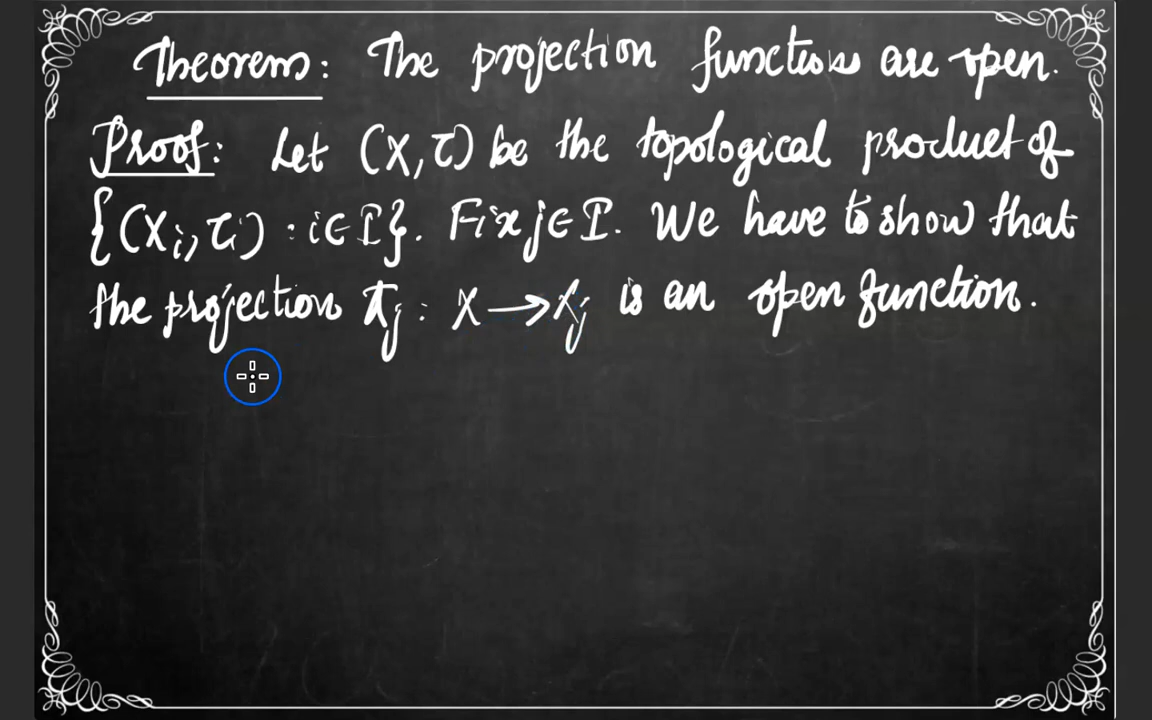 Theorem: The projection functions are open.
Proof: Let (X, τ) be the topological product of
{(Xi, τi) : i∈I}. Fix j∈I. We have to show that
the projection πj : X → Xj is an open function.